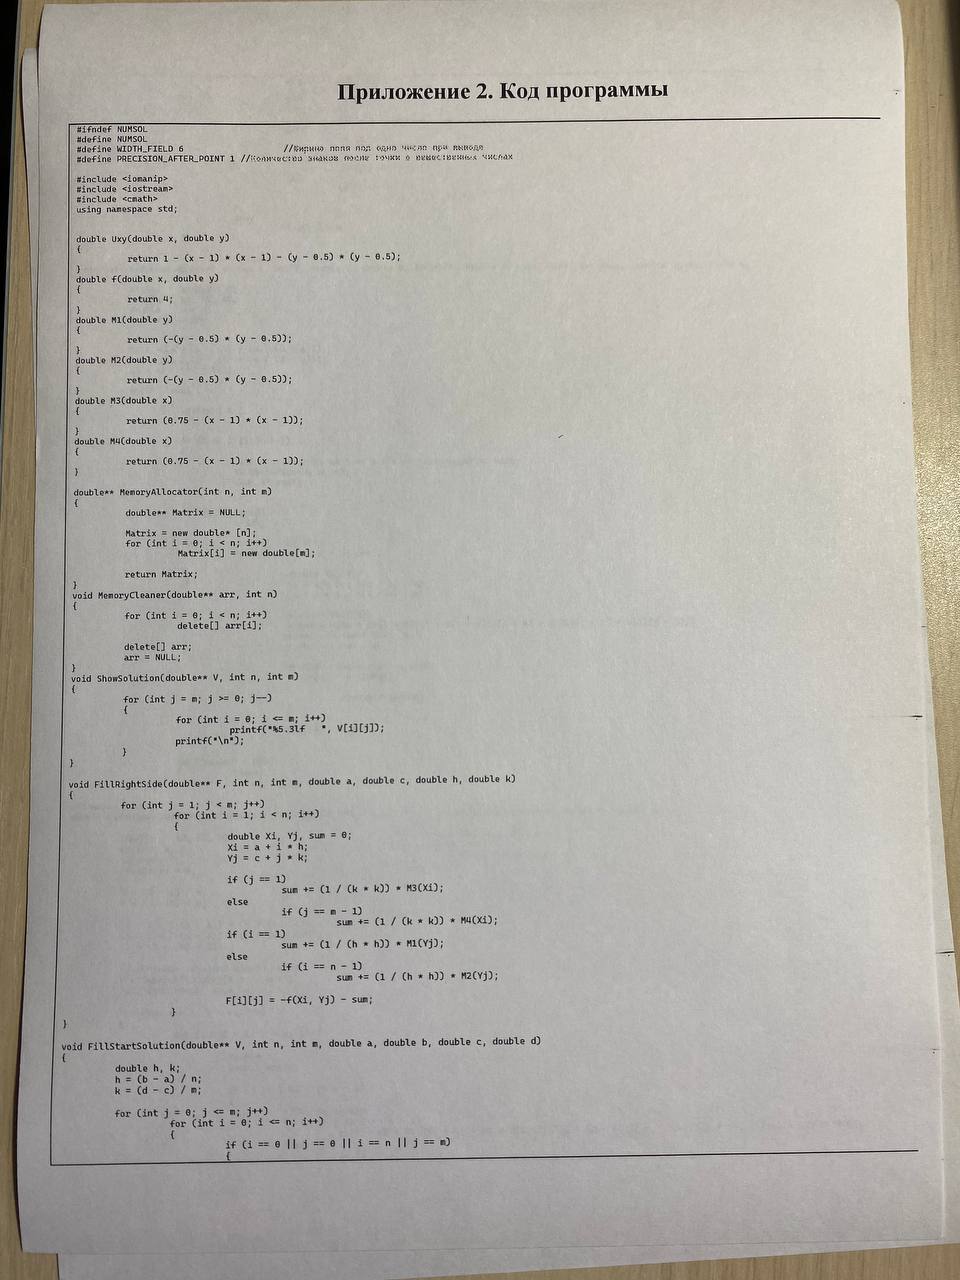 Приложение 2. Код программы
#ifndef NUMSOL
#define NUMSOL
#define WIDTH_FIELD 6 //Ширина поля под одно число при выводе
#define PRECISION_AFTER_POINT 1 //Количество знаков после точки в вещественных числах
#include <iomanip>
#include <iostream>
#include <cmath>
using namespace std;
double Uxy(double x, double y)
{
return 1 - (x - 1) * (x - 1) - (y - 0.5) * (y - 0.5);
}
double f(double x, double y)
{
return 4;
}
double M1(double y)
{
return (-(y - 0.5) * (y - 0.5));
}
double M2(double y)
{
return (-(y - 0.5) * (y - 0.5));
}
double M3(double x)
{
return (0.75 - (x - 1) * (x - 1));
}
double M4(double x)
{
return (0.75 - (x - 1) * (x - 1));
}
double** MemoryAllocator(int n, int m)
{
double** Matrix = NULL;
Matrix = new double* [n];
for (int i = 0; i < n; i++)
Matrix[i] = new double[m];
return Matrix;
}
void MemoryCleaner(double** arr, int n)
{
for (int i = 0; i < n; i++)
delete[] arr[i];
delete[] arr;
arr = NULL;
}
void ShowSolution(double** V, int n, int m)
{
for (int j = m; j >= 0; j--)
{
for (int i = 0; i <= m; i++)
printf("%5.3lf   ", V[i][j]);
printf("\n");
}
}
void FillRightSide(double** F, int n, int m, double a, double c, double h, double k)
{
for (int j = 1; j < m; j++)
for (int i = 1; i < n; i++)
{
double Xi, Yj, sum = 0;
Xi = a + i * h;
Yj = c + j * k;
if (j == 1)
sum += (1 / (k * k)) * M3(Xi);
else
if (j == m - 1)
sum += (1 / (k * k)) * M4(Xi);
if (i == 1)
sum += (1 / (h * h)) * M1(Yj);
else
if (i == n - 1)
sum += (1 / (h * h)) * M2(Yj);
F[i][j] = -f(Xi, Yj) - sum;
}
}
void FillStartSolution(double** V, int n, int m, double a, double b, double c, double d)
{
double h, k;
h = (b - a) / n;
k = (d - c) / m;
for (int j = 0; j <= m; j++)
for (int i = 0; i <= n; i++)
{
if (i == 0 || j == 0 || i == n || j == m)
{